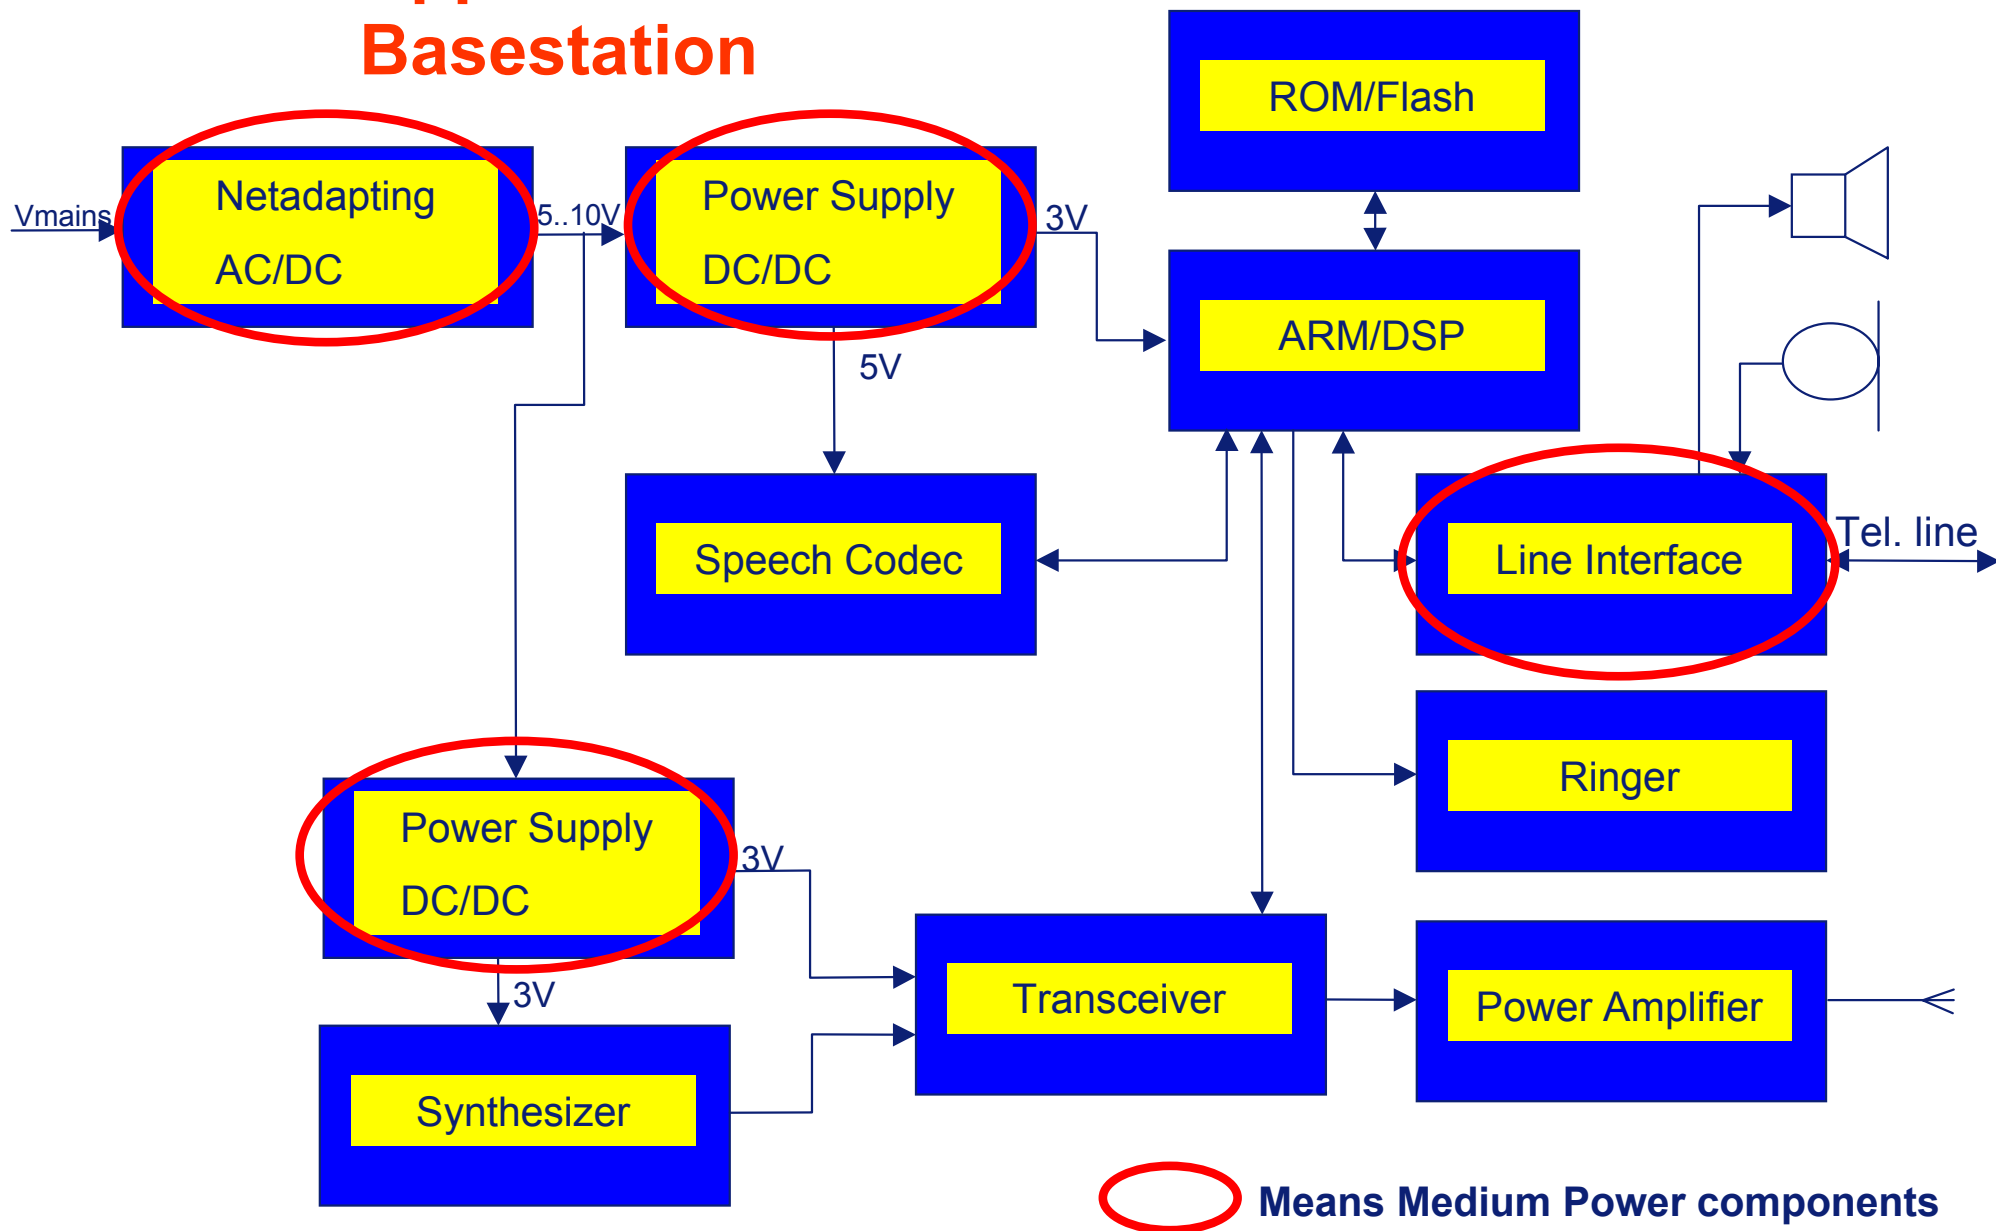 Basestation
ROM/Flash
Vmains
Netadapting
AC/DC
5..10V
Power Supply
DC/DC
3V
ARM/DSP
5V
Speech Codec
Line Interface
Tel. line
Ringer
Power Supply
DC/DC
3V
3V
Transceiver
Power Amplifier
Synthesizer
Means Medium Power components